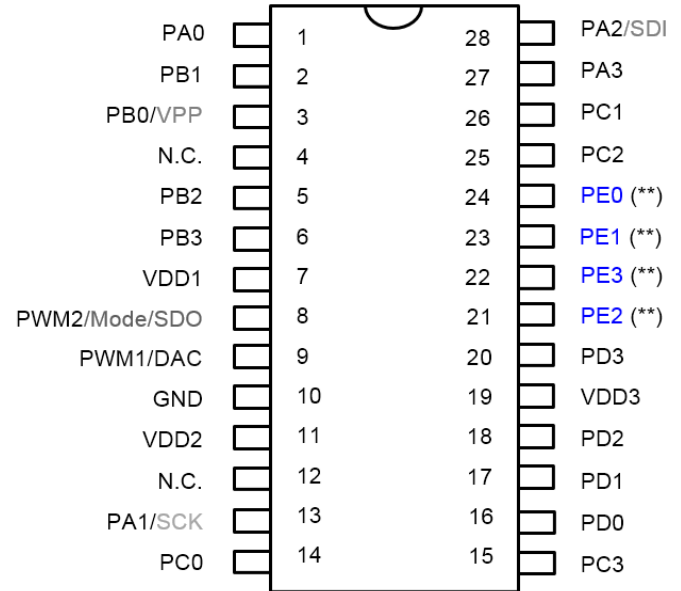 PA0 1 28 PA2/SDI
PB1 2 27 PA3
PB0/VPP 3 26 PC1
N.C. 4 25 PC2
PB2 5 24 PE0 (**)
PB3 6 23 PE1 (**)
VDD1 7 22 PE3 (**)
PWM2/Mode/SDO 8 21 PE2 (**)
PWM1/DAC 9 20 PD3
GND 10 19 VDD3
VDD2 11 18 PD2
N.C. 12 17 PD1
PA1/SCK 13 16 PD0
PC0 14 15 PC3